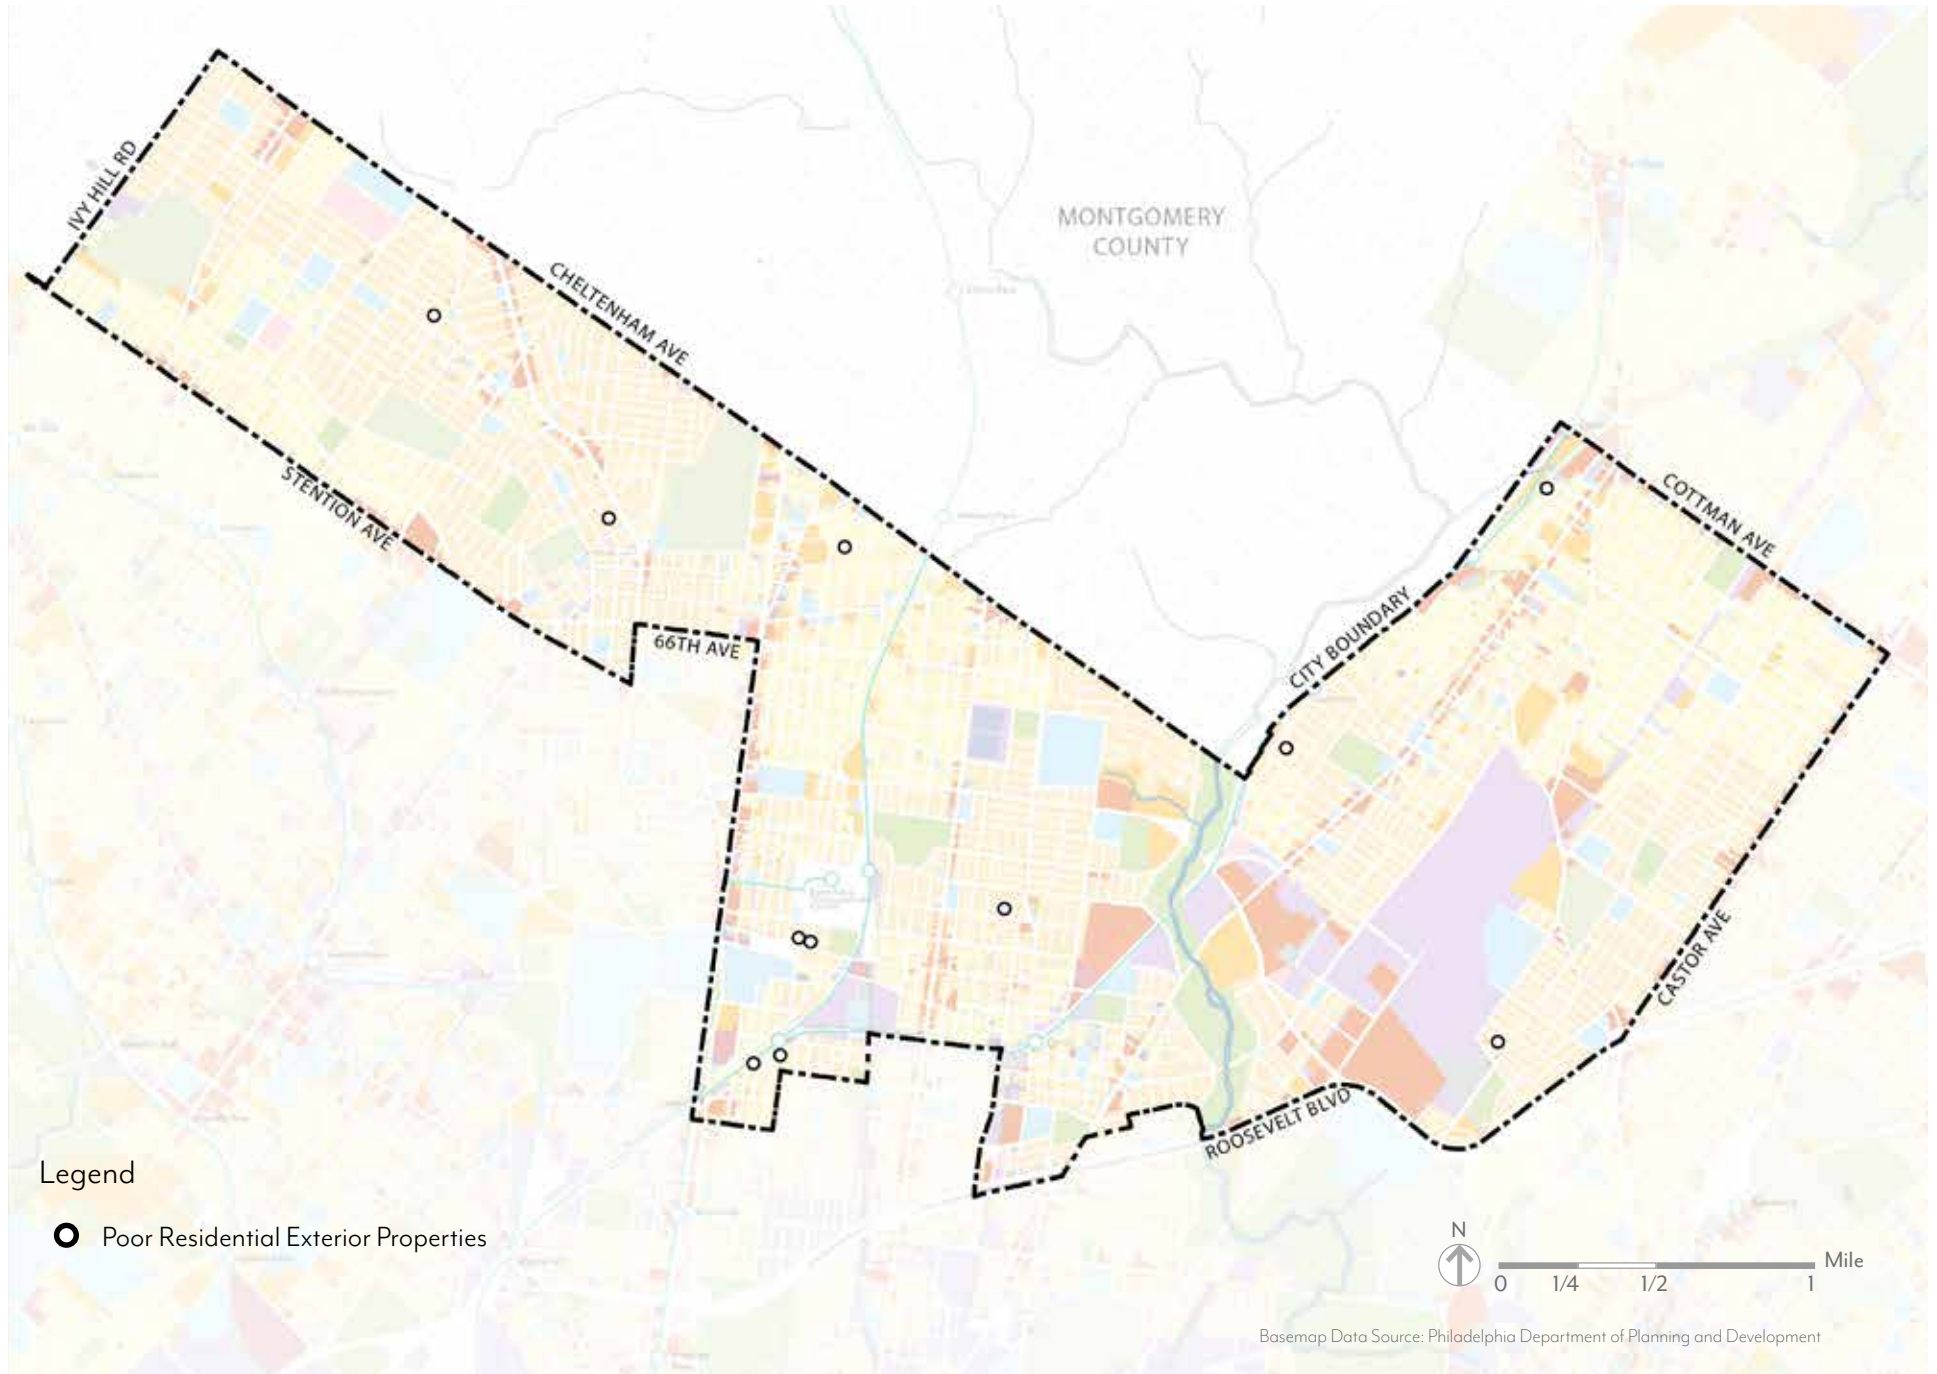 IVY HILL RD
MONTGOMERY
COUNTY
CHELTENHAM AVE
STENTION AVE
COTTMAN AVE
CITY BOUNDARY
66TH AVE
CASTOR AVE
ROOSEVELT BLVD
Legend
Poor Residential Exterior Properties
N
Mile
0 1/4 1/2 1
Basemap Data Source: Philadelphia Department of Planning and Development